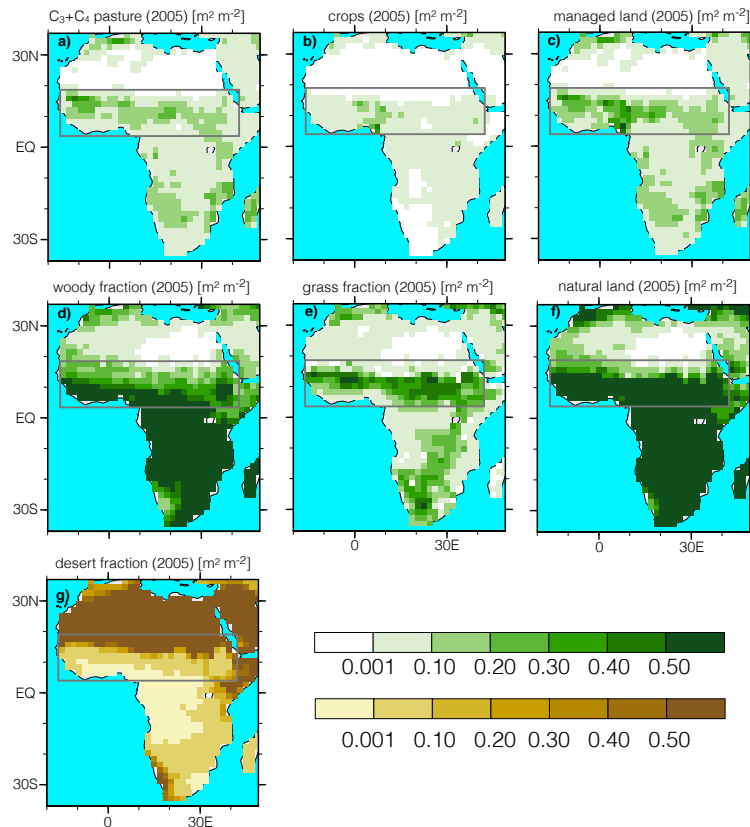 C₃+C₄ pasture (2005) [m² m⁻²]
crops (2005) [m² m⁻²]
managed land (2005) [m² m⁻²]
a)
b)
c)
30N
EQ
30S
woody fraction (2005) [m² m⁻²]
grass fraction (2005) [m² m⁻²]
natural land (2005) [m² m⁻²]
d)
e)
f)
30N
EQ
30S
0 30E
0 30E
desert fraction (2005) [m² m⁻²]
g)
30N
EQ
30S
0 30E
0.001 0.10 0.20 0.30 0.40 0.50
0.001 0.10 0.20 0.30 0.40 0.50